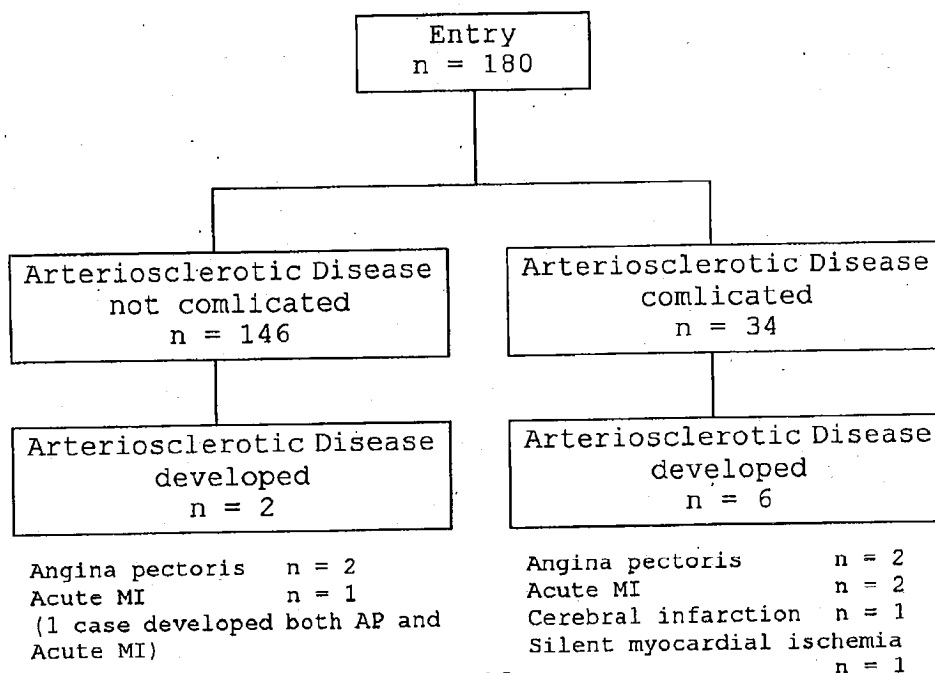 Entry
n = 180
Arteriosclerotic Disease
not comlicated
n = 146
Arteriosclerotic Disease
comlicated
n = 34
Arteriosclerotic Disease
developed
n = 2
Arteriosclerotic Disease
developed
n = 6
Angina pectoris n = 2
Acute MI n = 1
(1 case developed both AP and
Acute MI)
Angina pectoris n = 2
Acute MI n = 2
Cerebral infarction n = 1
Silent myocardial ischemia
n = 1